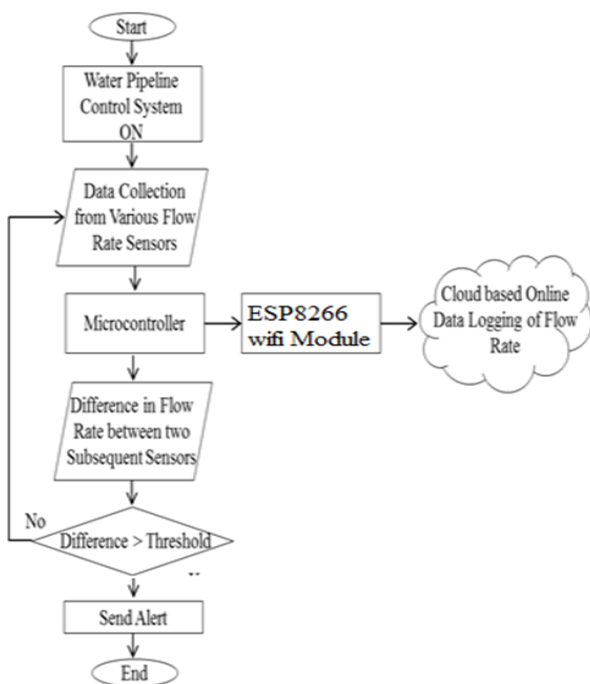 Start
Water Pipeline
Control System
ON
Data Collection
from Various Flow
Rate Sensors
Microcontroller
ESP8266
wifi Module
Cloud based Online
Data Logging of Flow
Rate
Difference in Flow
Rate between two
Subsequent Sensors
No
Difference > Threshold
Send Alert
End